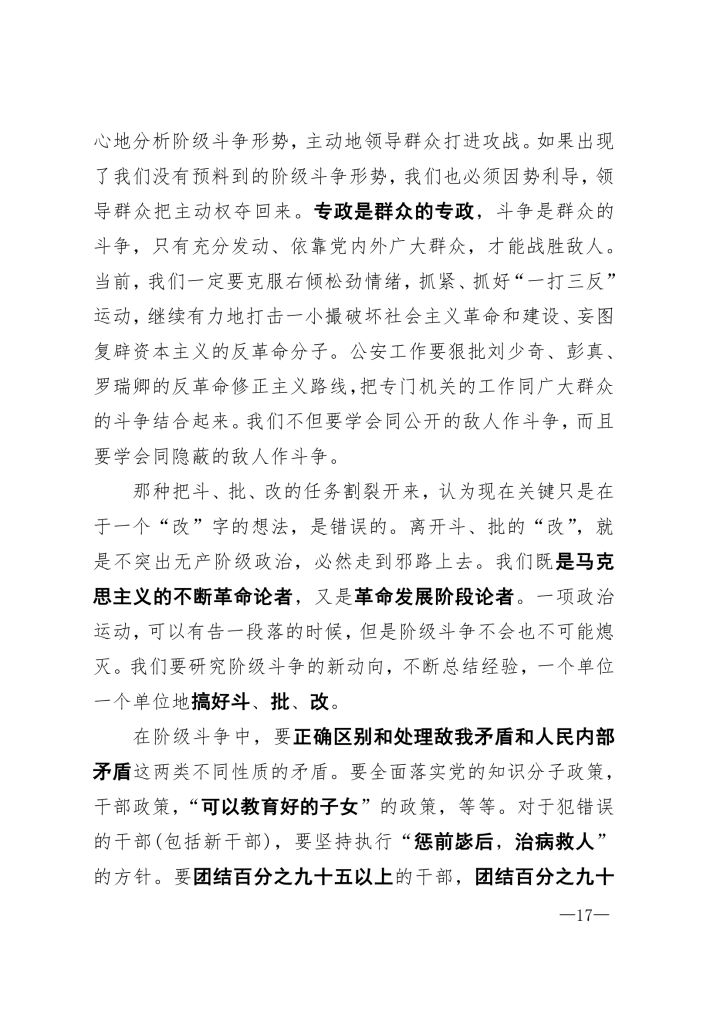 心地分析阶级斗争形势，主动地领导群众打进攻战。如果出现
了我们没有预料到的阶级斗争形势，我们也必须因势利导，领
导群众把主动权夺回来。专政是群众的专政，斗争是群众的
斗争，只有充分发动、依靠党内外广大群众，才能战胜敌人。
当前，我们一定要克服右倾松劲情绪，抓紧、抓好“一打三反”
运动，继续有力地打击一小撮破坏社会主义革命和建设、妄图
复辟资本主义的反革命分子。公安工作要狠批刘少奇、彭真、
罗瑞卿的反革命修正主义路线，把专门机关的工作同广大群众
的斗争结合起来。我们不但要学会同公开的敌人作斗争，而且
要学会同隐蔽的敌人作斗争。
那种把斗、批、改的任务割裂开来，认为现在关键只是在
于一个“改”字的想法，是错误的。离开斗、批的“改”，就
是不突出无产阶级政治，必然走到邪路上去。我们既是马克
思主义的不断革命论者，又是革命发展阶段论者。一项政治
运动，可以有告一段落的时候，但是阶级斗争不会也不可能熄
灭。我们要研究阶级斗争的新动向，不断总结经验，一个单位
一个单位地搞好斗、批、改。
在阶级斗争中，要正确区别和处理敌我矛盾和人民内部
矛盾这两类不同性质的矛盾。要全面落实党的知识分子政策，
干部政策，“可以教育好的子女”的政策，等等。对于犯错误
的干部(包括新干部)，要坚持执行“惩前毖后，治病救人”
的方针。要团结百分之九十五以上的干部，团结百分之九十
—17—